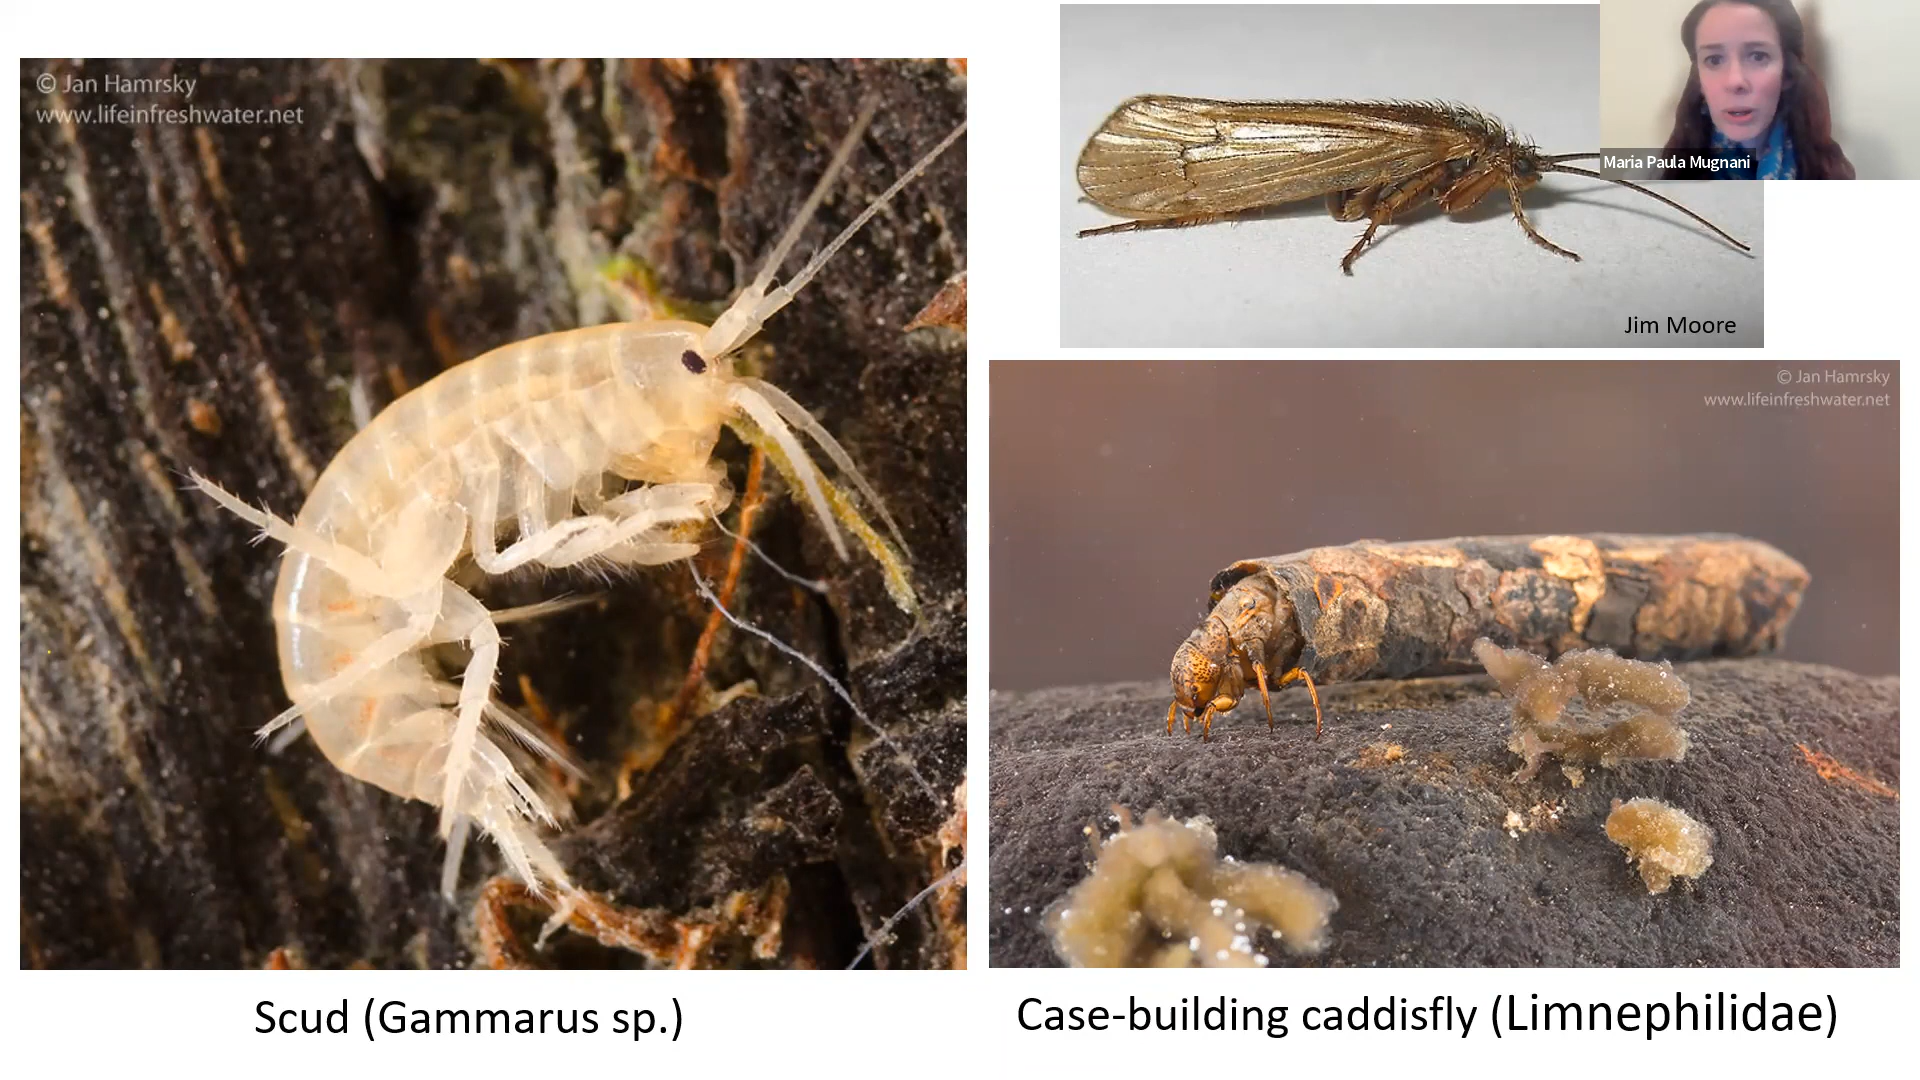 © Jan Hamrsky
www.lifeinfreshwater.net
Maria Paula Mugnani
Jim Moore
© Jan Hamrsky
www.lifeinfreshwater.net
Scud (Gammarus sp.)
Case-building caddisfly (Limnephilidae)